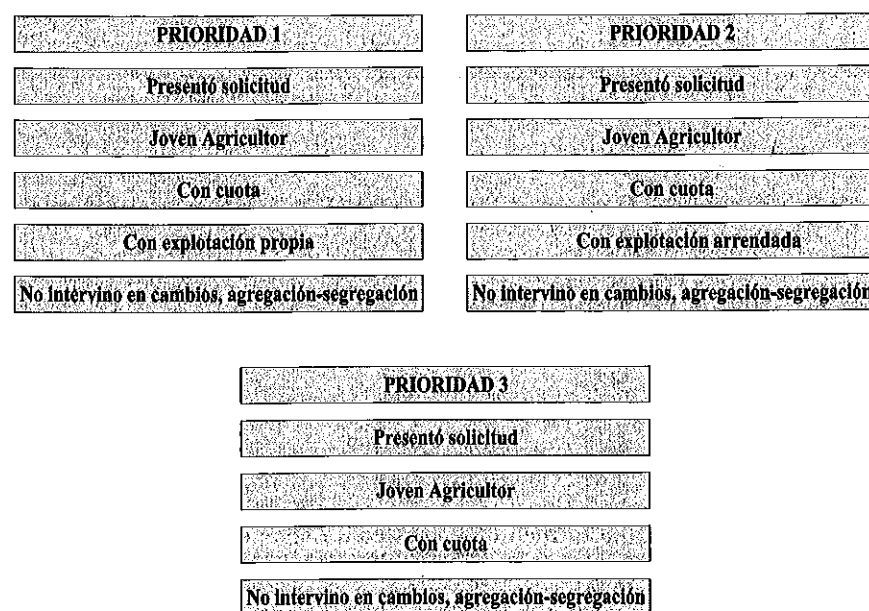 PRIORIDAD 1
Presentó solicitud
Joven Agricultor
Con cuota
Con explotación propia
No intervino en cambios, agregación-segregación
PRIORIDAD 2
Presentó solicitud
Joven Agricultor
Con cuota
Con explotación arrendada
No intervino en cambios, agregación-segregación
PRIORIDAD 3
Presentó solicitud
Joven Agricultor
Con cuota
No intervino en cambios, agregación-segregación